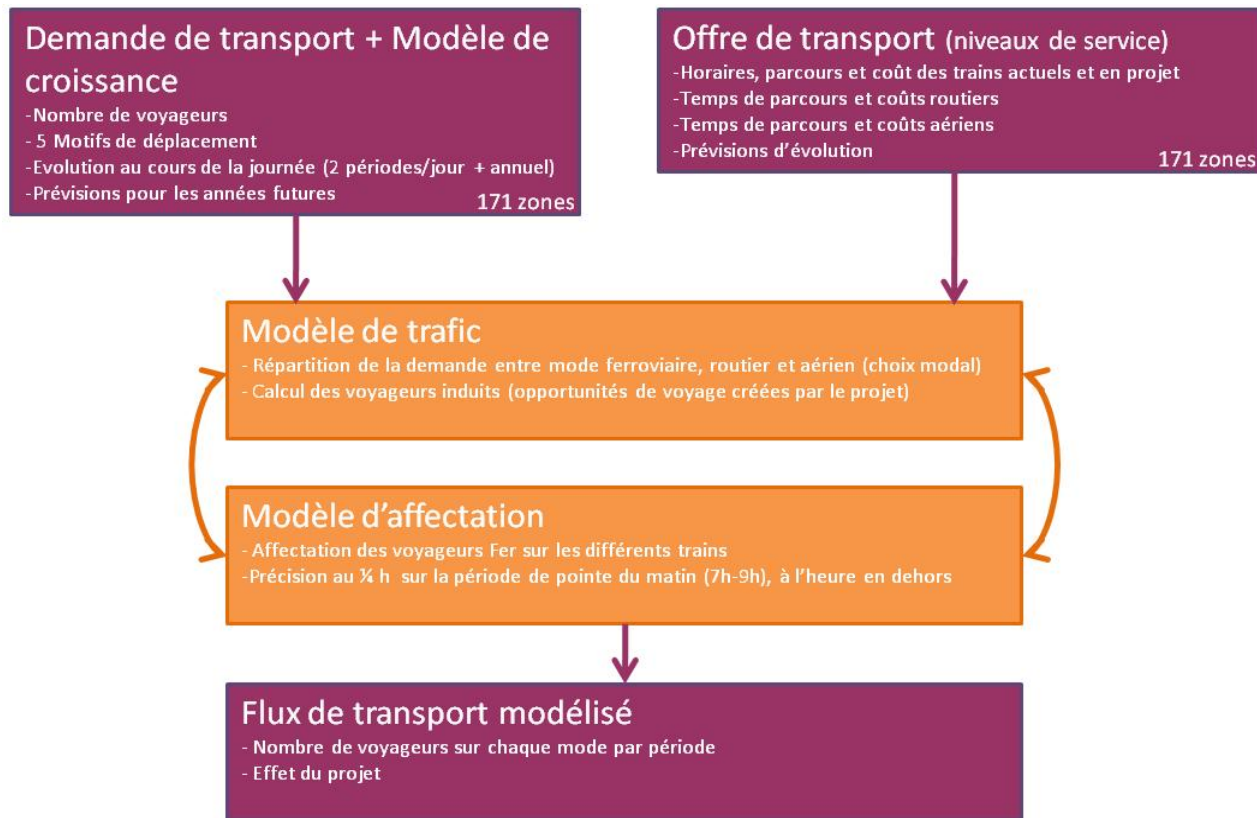 Demande de transport + Modèle de
croissance
-Nombre de voyageurs
- 5 Motifs de déplacement
-Evolution au cours de la journée (2 périodes/jour + annuel)
-Prévisions pour les années futures
171 zones
Offre de transport (niveaux de service)
-Horaires, parcours et coût des trains actuels et en projet
-Temps de parcours et coûts routiers
-Temps de parcours et coûts aériens
-Prévisions d'évolution
171 zones
Modèle de trafic
- Répartition de la demande entre mode ferroviaire, routier et aérien (choix modal)
- Calcul des voyageurs induits (opportunités de voyage créées par le projet)
Modèle d'affectation
- Affectation des voyageurs Fer sur les différents trains
-Précision au ¼ h sur la période de pointe du matin (7h-9h), à l'heure en dehors
Flux de transport modélisé
- Nombre de voyageurs sur chaque mode par période
- Effet du projet